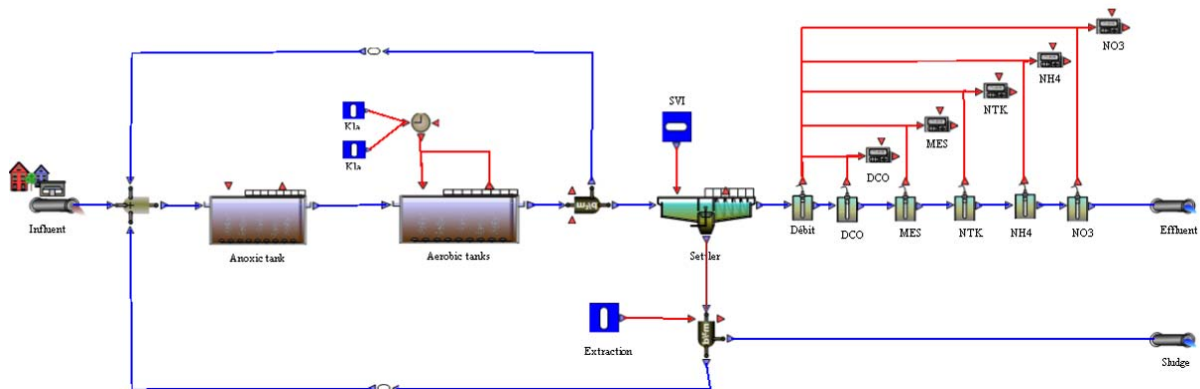 NO3
NH4
NTK
SVI
Kla
MES
Kla
DCO
Influent
Anoxic tank
Aerobic tanks
Settler
Débit
DCO
MES
NTK
NH4
NO3
Effluent
Extraction
Sludge